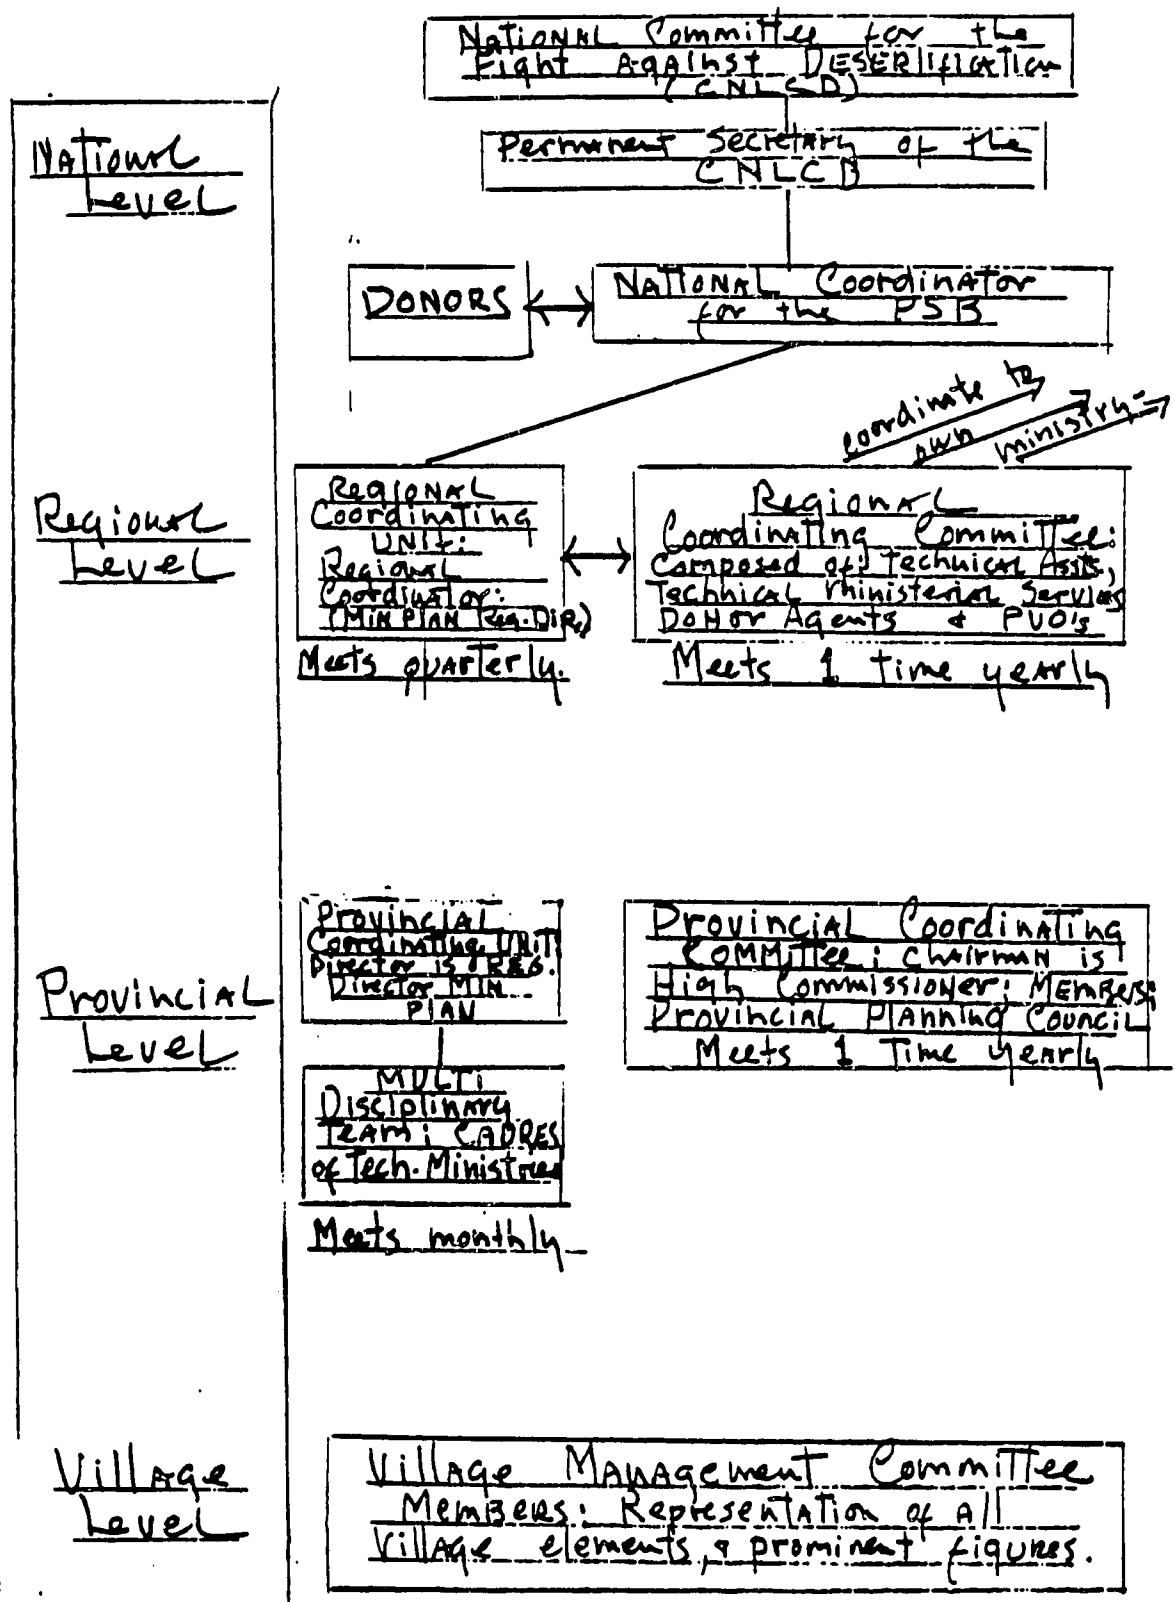 National Committee for the
Fight Against Desertification
(CNLCD)
National
Level
Permanent Secretary of the
CNLCD
DONORS
National Coordinator
for the PSB
coordinate to
own
ministry
Regional
Level
Regional
Coordinating
Unit:
Regional
Coordinator:
(Min Plan Reg. Dir.)
Meets quarterly.
Regional
Coordinating Committee:
Composed of: Technical Assts,
Technical Ministerial Services
Donor Agents & PVO's
Meets 1 time yearly
Provincial
Level
Provincial
Coordinating Unit
Director is Reg.
Director Min
Plan
Multi
Disciplinary
Team: CADRES
of Tech. Ministries
Meets monthly
Provincial Coordinating
Committee: Chairman is
High Commissioner; Members:
Provincial Planning Council
Meets 1 Time yearly
Village
Level
Village Management Committee
Members: Representation of All
Village elements, & prominent figures.